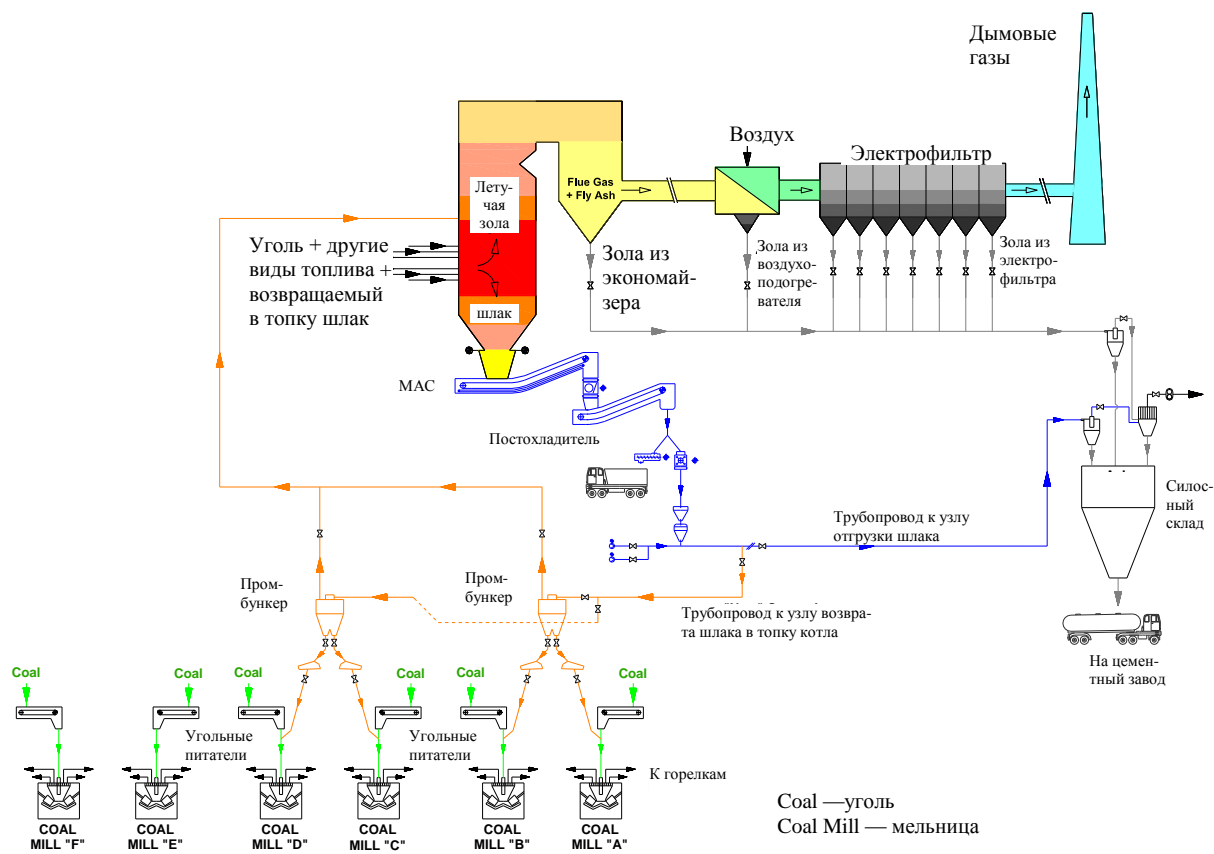 Дымовые
газы
Воздух
Электрофильтр
Flue Gas
+ Fly Ash
Лету-
чая
зола
Уголь + другие
виды топлива +
возвращаемый
в топку шлак
шлак
Зола из
экономай-
зера
Зола из
воздухо-
подогре-
вателя
Зола из
электро-
фильтра
МАС
Постохладитель
Силос-
ный
склад
Трубопровод к узлу
отгрузки шлака
Пром-
бункер
Пром-
бункер
Трубопровод к узлу возвра-
та шлака в топку котла
На цемен-
тный завод
Coal
Coal
Coal
Coal
Coal
Coal
Угольные
питатели
Угольные
питатели
К горелкам
COAL
MILL "F"
COAL
MILL "E"
COAL
MILL "D"
COAL
MILL "C"
COAL
MILL "B"
COAL
MILL "A"
Coal —уголь
Coal Mill — мельница